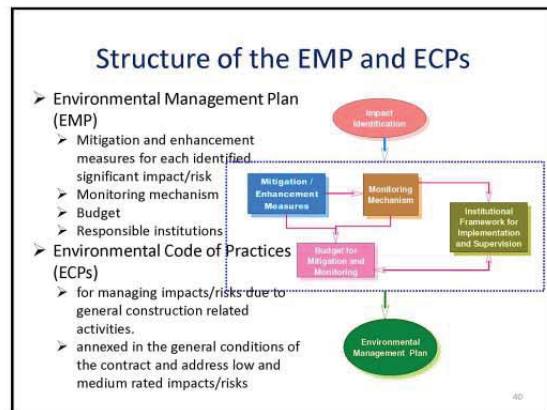 Structure of the EMP and ECPs
➢ Environmental Management Plan
(EMP)
➢ Mitigation and enhancement
measures for each identified
significant impact/risk
➢ Monitoring mechanism
➢ Budget
➢ Responsible institutions
➢ Environmental Code of Practices
(ECPs)
➢ for managing impacts/risks due to
general construction related
activities.
➢ annexed in the general conditions of
the contract and address low and
medium rated impacts/risks
Impact
Identification
Mitigation /
Enhancement
Measures
Monitoring
Mechanism
Institutional
Framework for
Implementation
and Supervision
Budget for
Mitigation and
Monitoring
Environmental
Management Plan
40